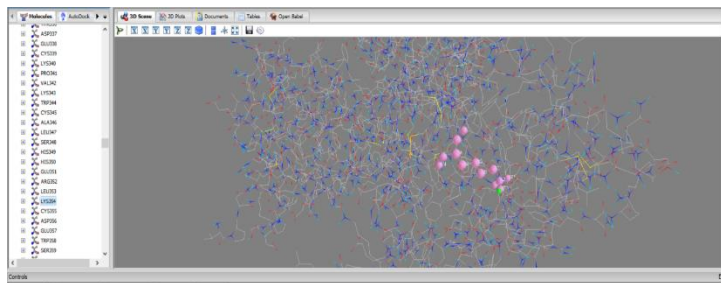 Molecules AutoDock
ASP337
GLU338
CYS339
LYS340
PRO341
VAL342
LYS343
TRP344
CYS345
ALA346
LEU347
SER348
HIS349
HIS350
GLU351
ARG352
LEU353
LYS354
CYS355
ASP356
GLU357
TRP358
SER359
3D Scene 2D Plots Documents Tables Open Babel
X X Y Y Z Z
Controls